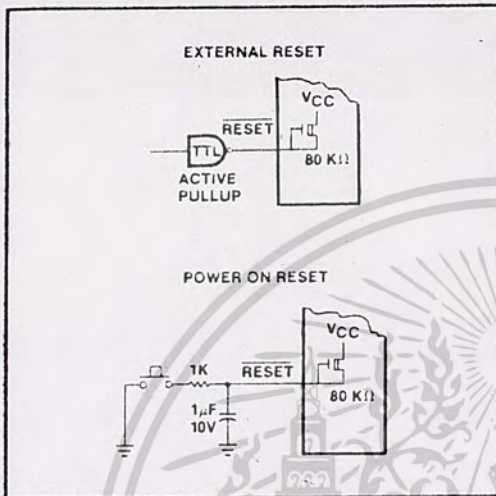 EXTERNAL RESET
VCC
RESET
TTL
80 KΩ
ACTIVE
PULLUP
POWER ON RESET
VCC
1K
RESET
80 KΩ
1μF
10V